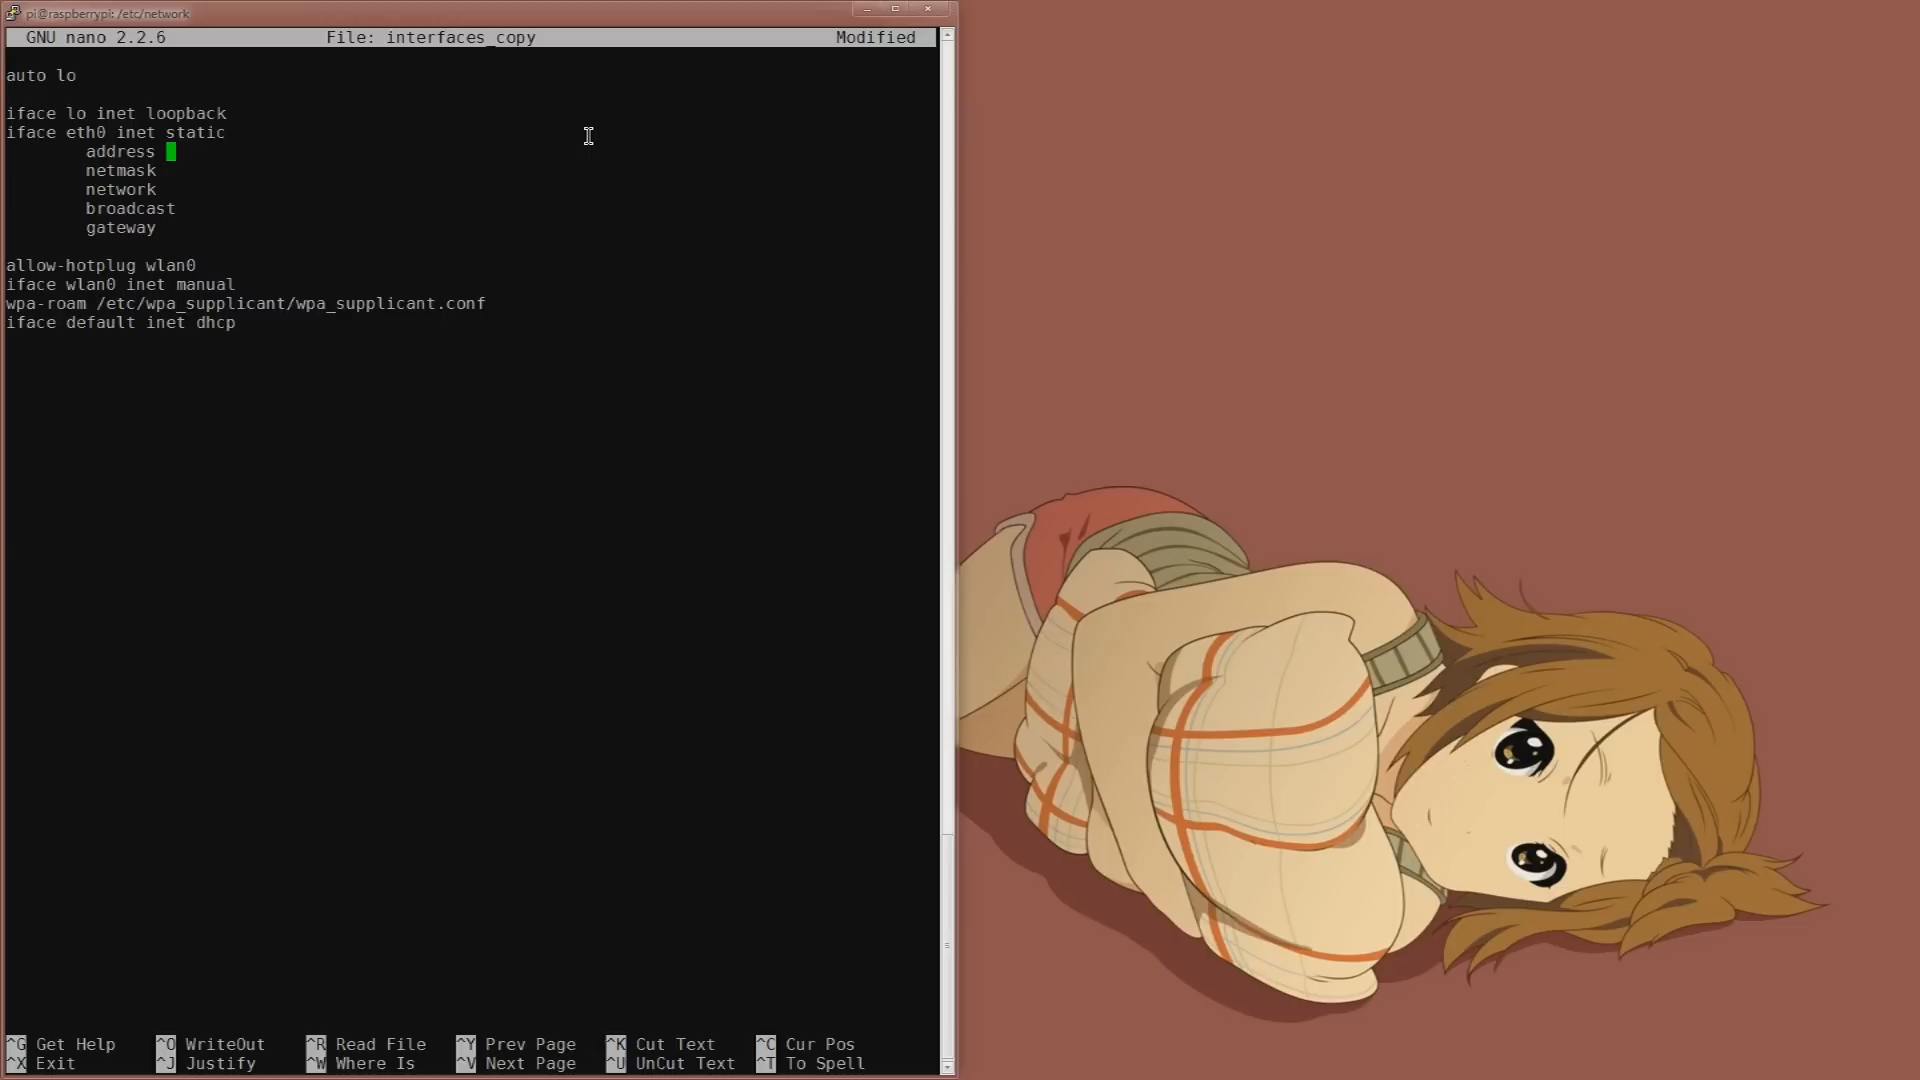 pi@raspberrypi: /etc/network
GNU nano 2.2.6 File: interfaces_copy Modified
auto lo
iface lo inet loopback
iface eth0 inet static
address
netmask
network
broadcast
gateway
allow-hotplug wlan0
iface wlan0 inet manual
wpa-roam /etc/wpa_supplicant/wpa_supplicant.conf
iface default inet dhcp
^G Get Help ^O WriteOut ^R Read File ^Y Prev Page ^K Cut Text ^C Cur Pos
^X Exit ^J Justify ^W Where Is ^V Next Page ^U UnCut Text ^T To Spell